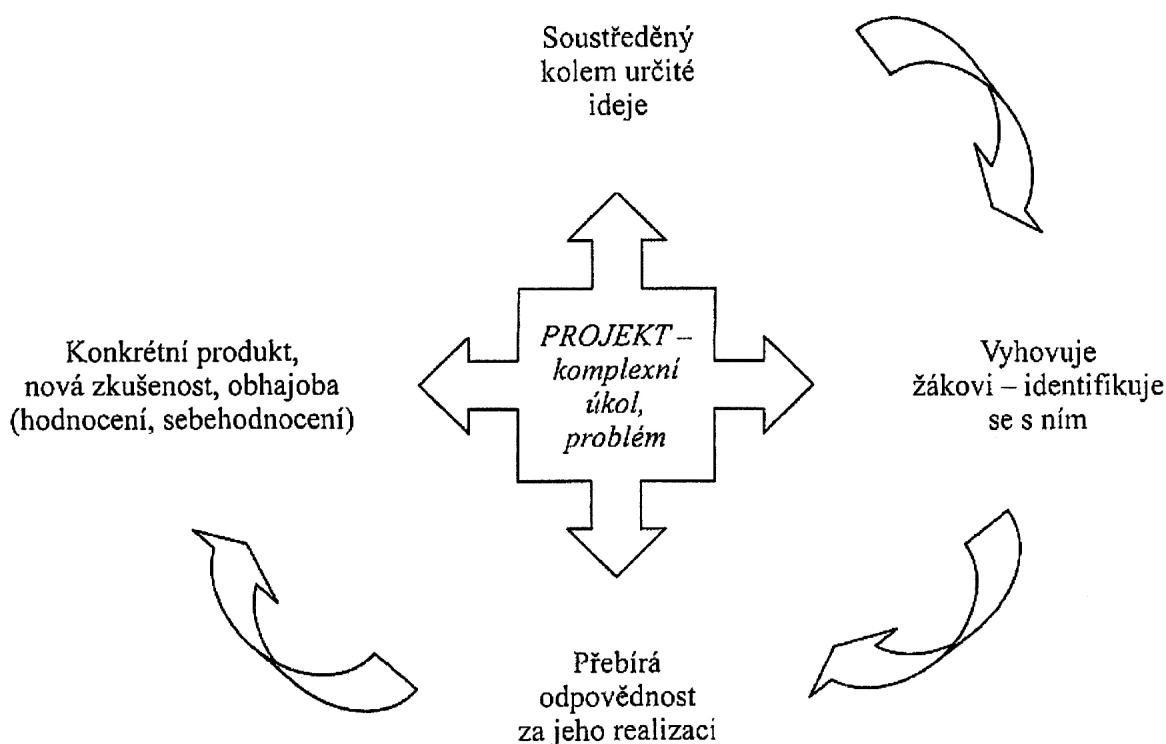 Soustředěný
kolem určité
ideje
PROJEKT –
komplexní
úkol,
problém
Konkrétní produkt,
nová zkušenost, obhajoba
(hodnocení, sebehodnocení)
Vyhovuje
žákovi – identifikuje
se s ním
Přebírá
odpovědnost
za jeho realizací